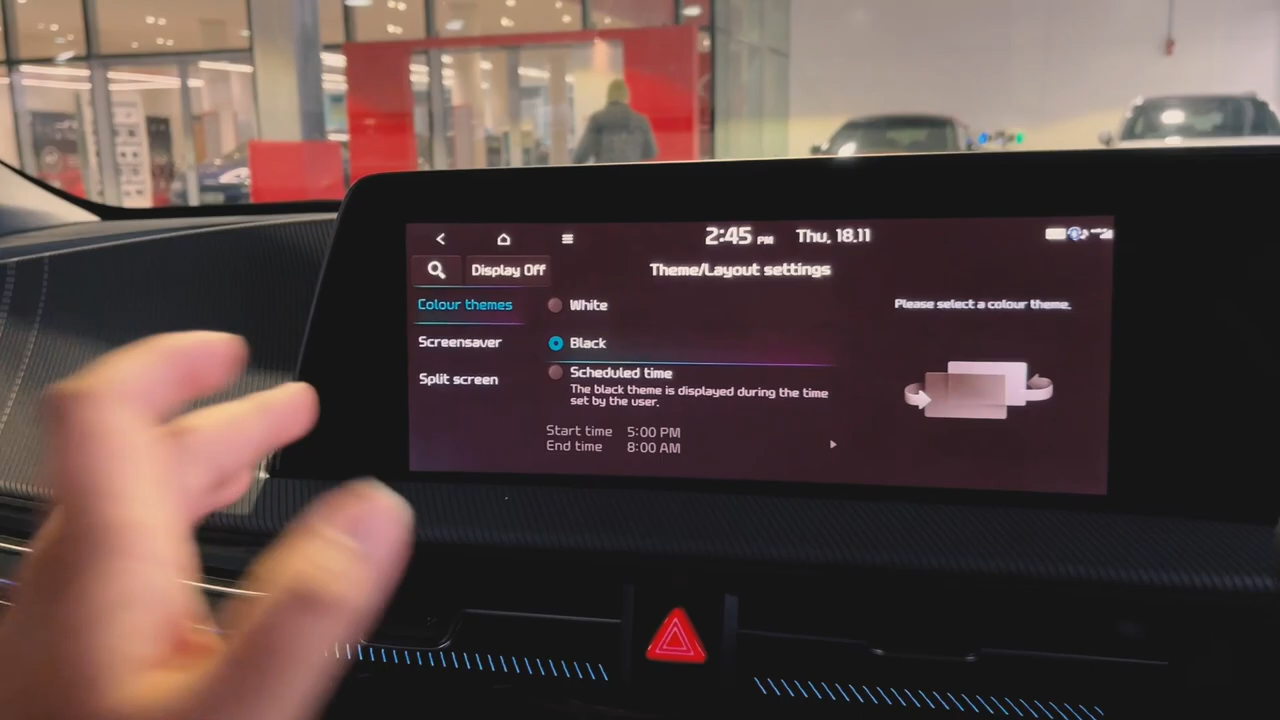 2:45 PM Thu, 18.11
Display Off
Theme/Layout settings
Colour themes
Screensaver
Split screen
White
Black
Scheduled time
The black theme is displayed during the time
set by the user.
Start time 5:00 PM
End time 8:00 AM
Please select a colour theme.